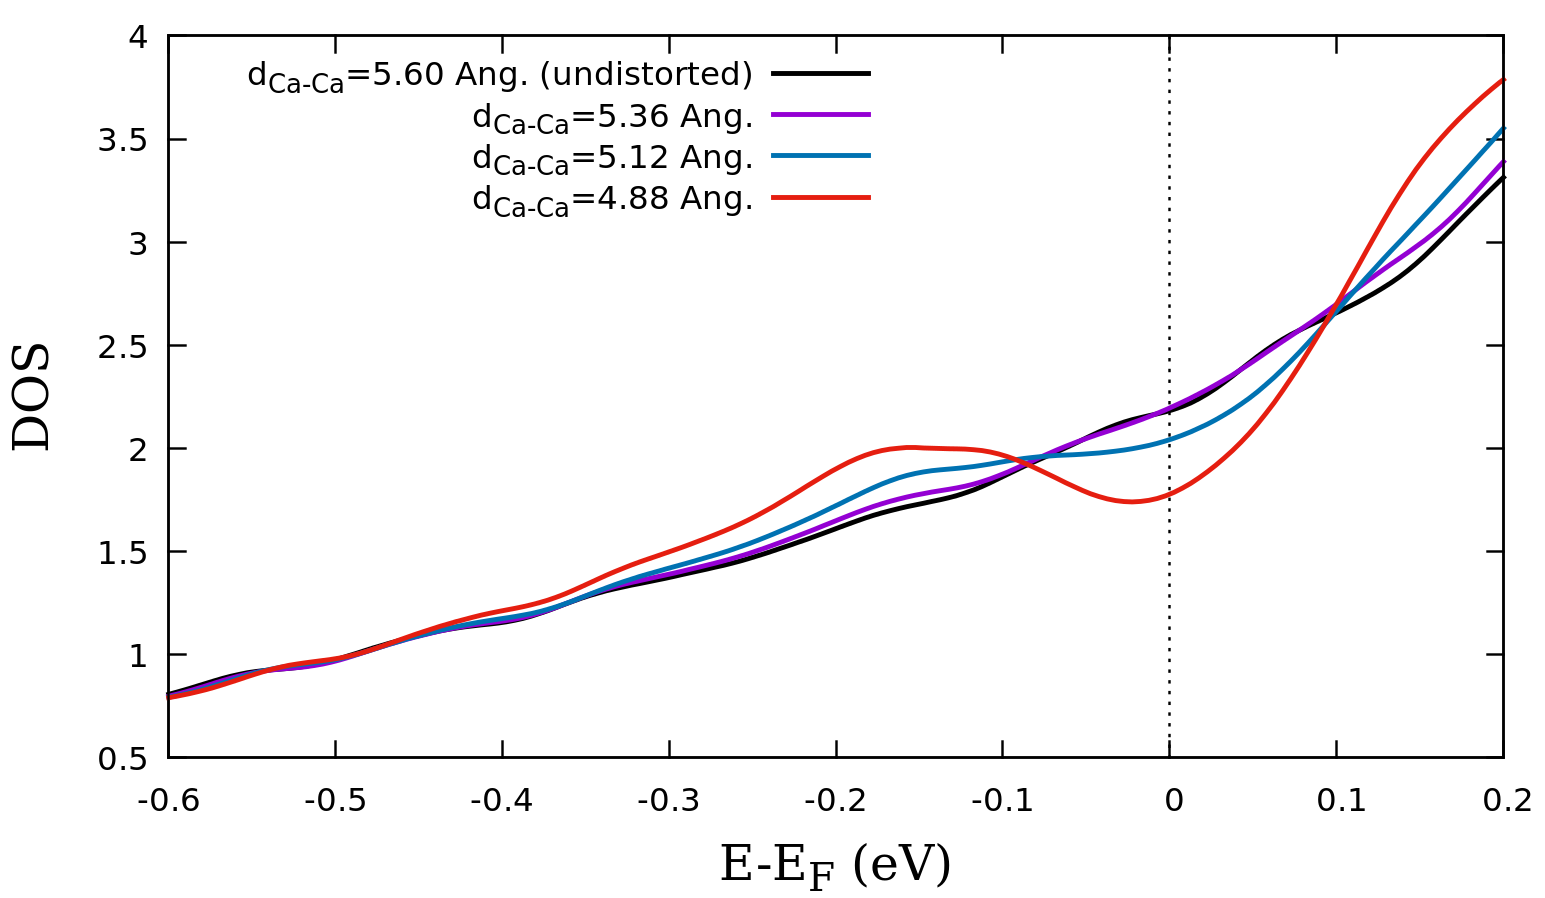 4
3.5
3
2.5
2
1.5
1
0.5
DOS
d_Ca-Ca=5.60 Ang. (undistorted)
d_Ca-Ca=5.36 Ang.
d_Ca-Ca=5.12 Ang.
d_Ca-Ca=4.88 Ang.
-0.6 -0.5 -0.4 -0.3 -0.2 -0.1 0 0.1 0.2
E-E_F (eV)